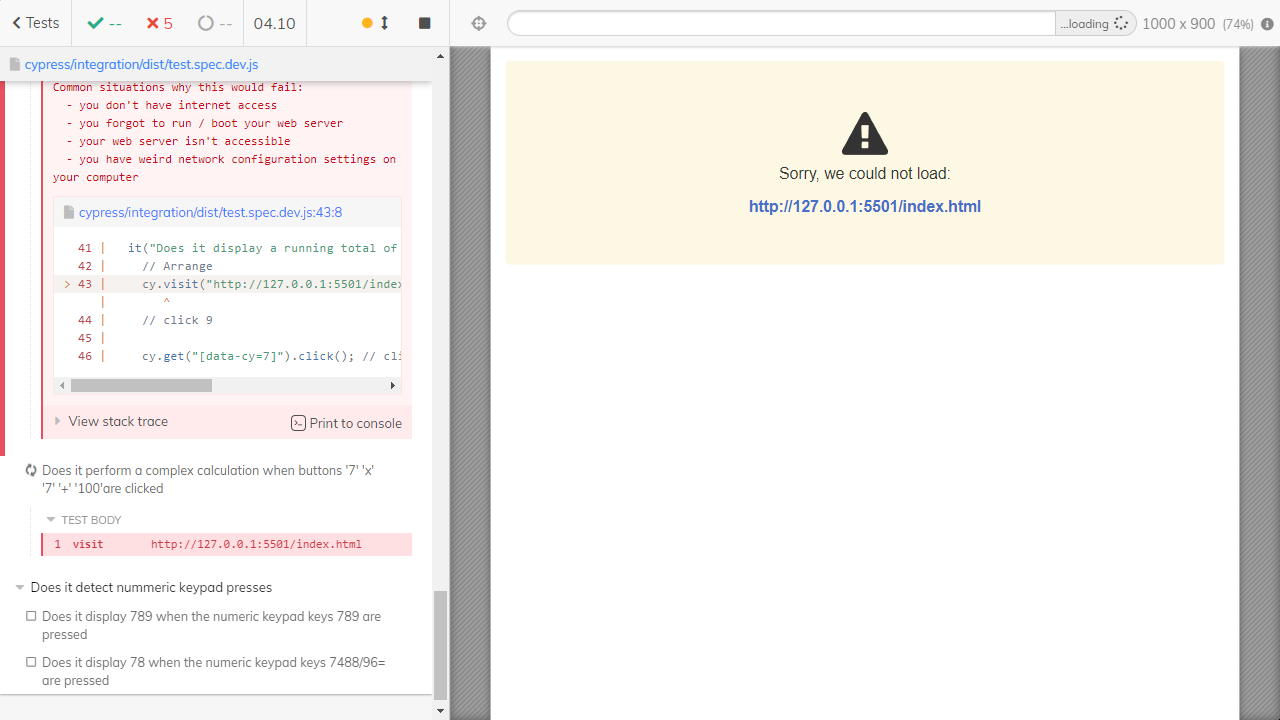 Tests
--
5
--
04.10
...loading
1000 x 900 (74%)
cypress/integration/dist/test.spec.dev.js
Common situations why this would fail:
- you don't have internet access
- you forgot to run / boot your web server
- your web server isn't accessible
- you have weird network configuration settings on
your computer
cypress/integration/dist/test.spec.dev.js:43:8
41 | it("Does it display a running total of
42 | // Arrange
> 43 | cy.visit("http://127.0.0.1:5501/index
| ^
44 | // click 9
45 |
46 | cy.get("[data-cy=7]").click(); // cli
View stack trace
Print to console
Does it perform a complex calculation when buttons '7' 'x'
'7' '+' '100'are clicked
TEST BODY
1 visit http://127.0.0.1:5501/index.html
Does it detect nummeric keypad presses
Does it display 789 when the numeric keypad keys 789 are
pressed
Does it display 78 when the numeric keypad keys 7488/96=
are pressed
Sorry, we could not load:
http://127.0.0.1:5501/index.html